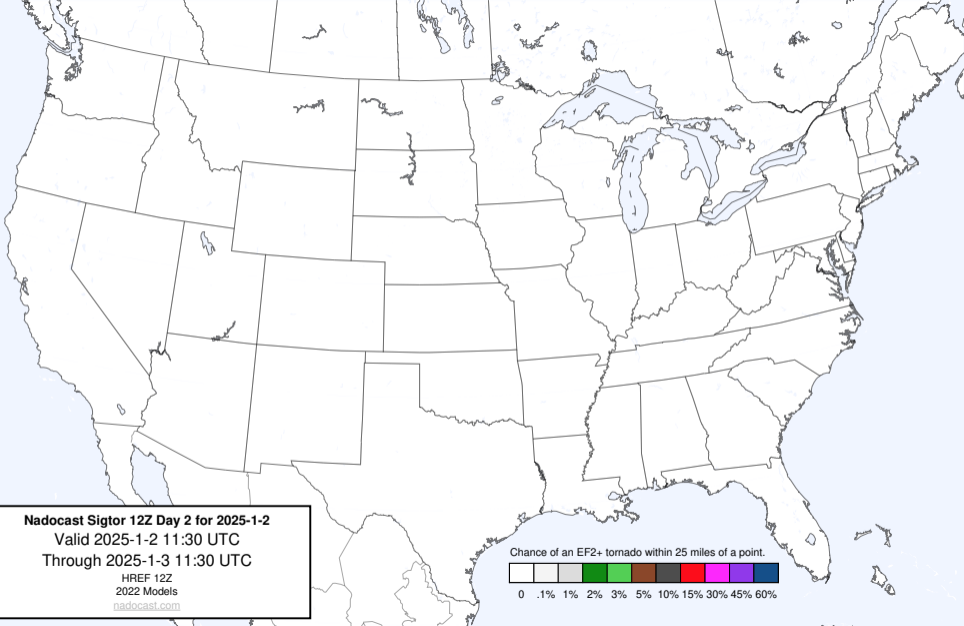 Nadocast Sigtor 12Z Day 2 for 2025-1-2
Valid 2025-1-2 11:30 UTC
Through 2025-1-3 11:30 UTC
HREF 12Z
2022 Models
nadocast.com
Chance of an EF2+ tornado within 25 miles of a point.
0 .1% 1% 2% 3% 5% 10% 15% 30% 45% 60%